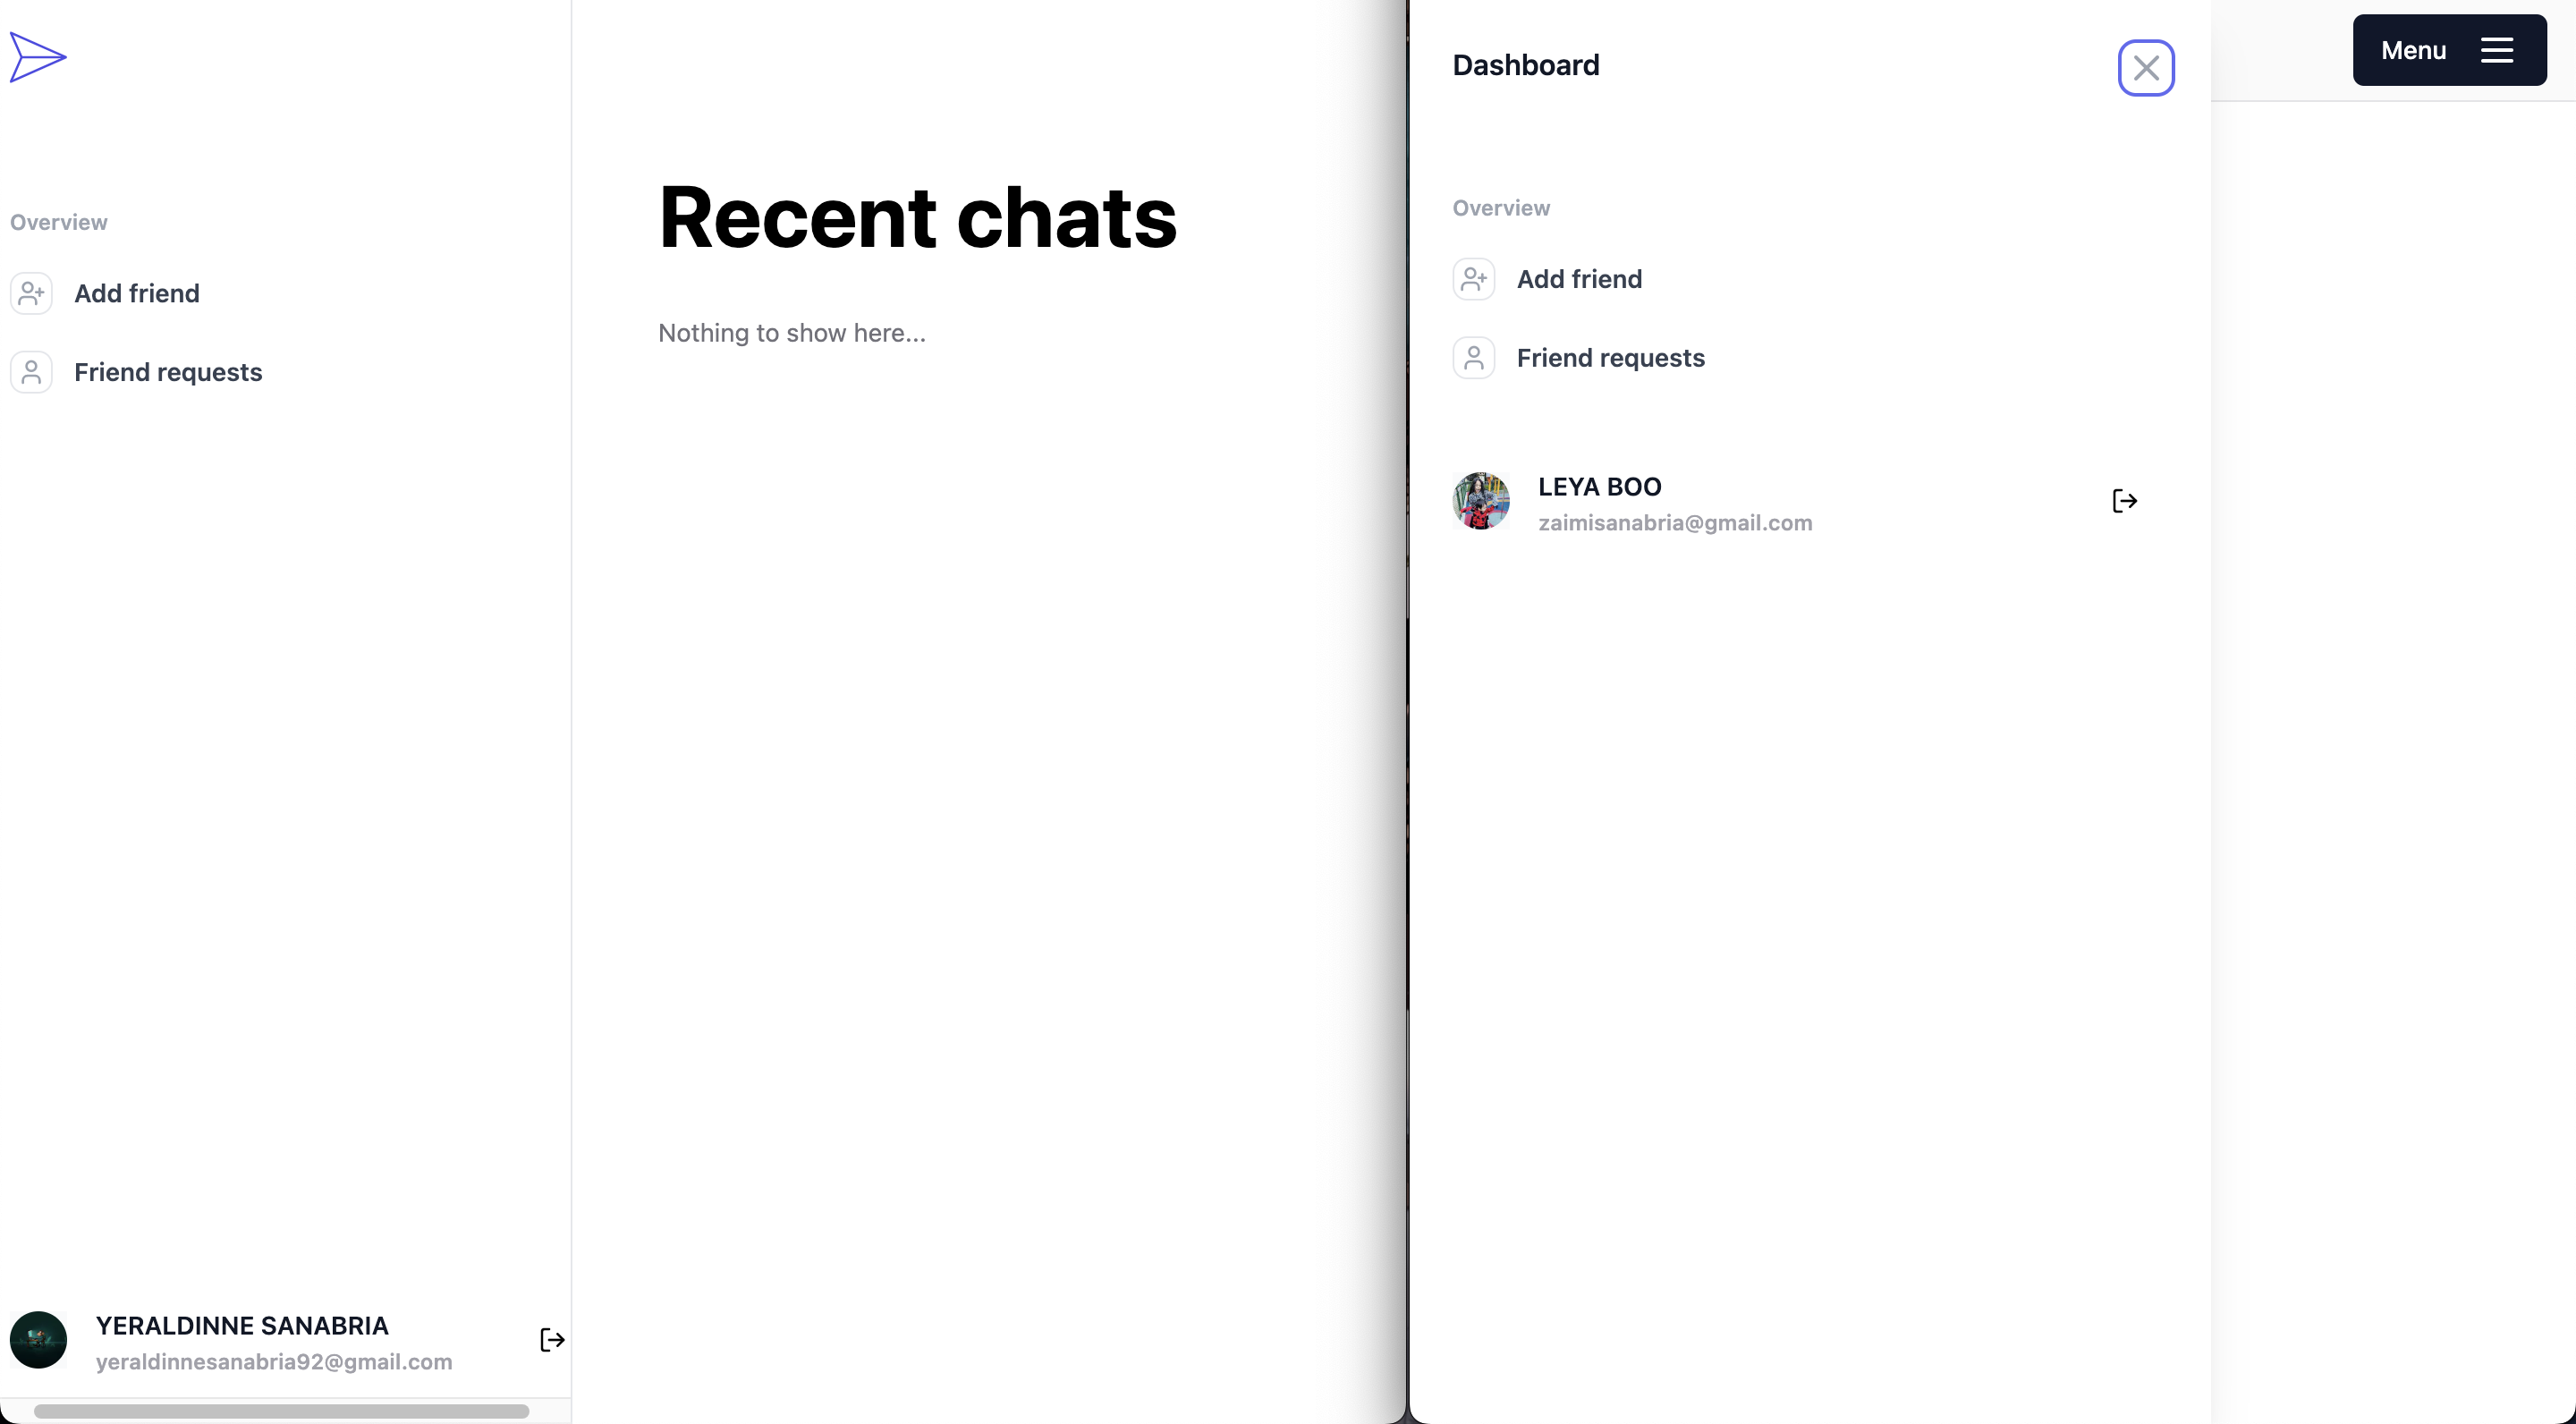 Overview
Add friend
Friend requests
YERALDINNE SANABRIA
yeraldinnesanabria92@gmail.com
Recent chats
Nothing to show here...
Dashboard
Overview
Add friend
Friend requests
LEYA BOO
zaimisanabria@gmail.com
Menu